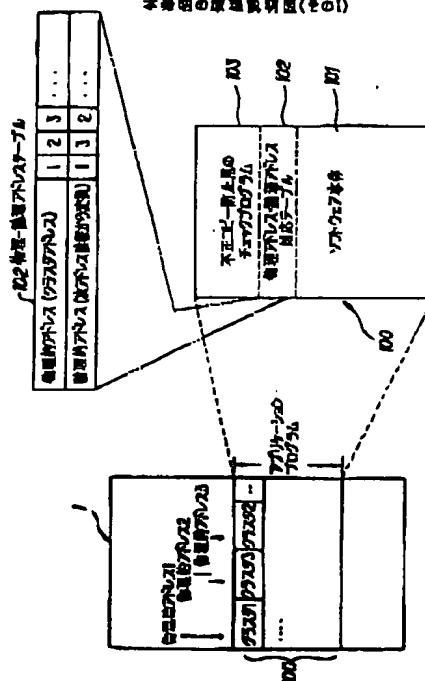 本発明の原理説明図(その1)
102 物理-論理アドレステーブル
物理的アドレス(クラスタアドレス) 1 2 3 ....
論理的アドレス 1 3 2 ....
不正コピー防止用の
チェックプログラム
103
物理アドレス-論理アドレス
対応テーブル
102
ソフトウェア本体
101
100
1
物理的アドレス1
物理的アドレス2
物理的アドレス3
クラスタ1 クラスタ3 クラスタ2 ..
....
アプリケーション
プログラム
100